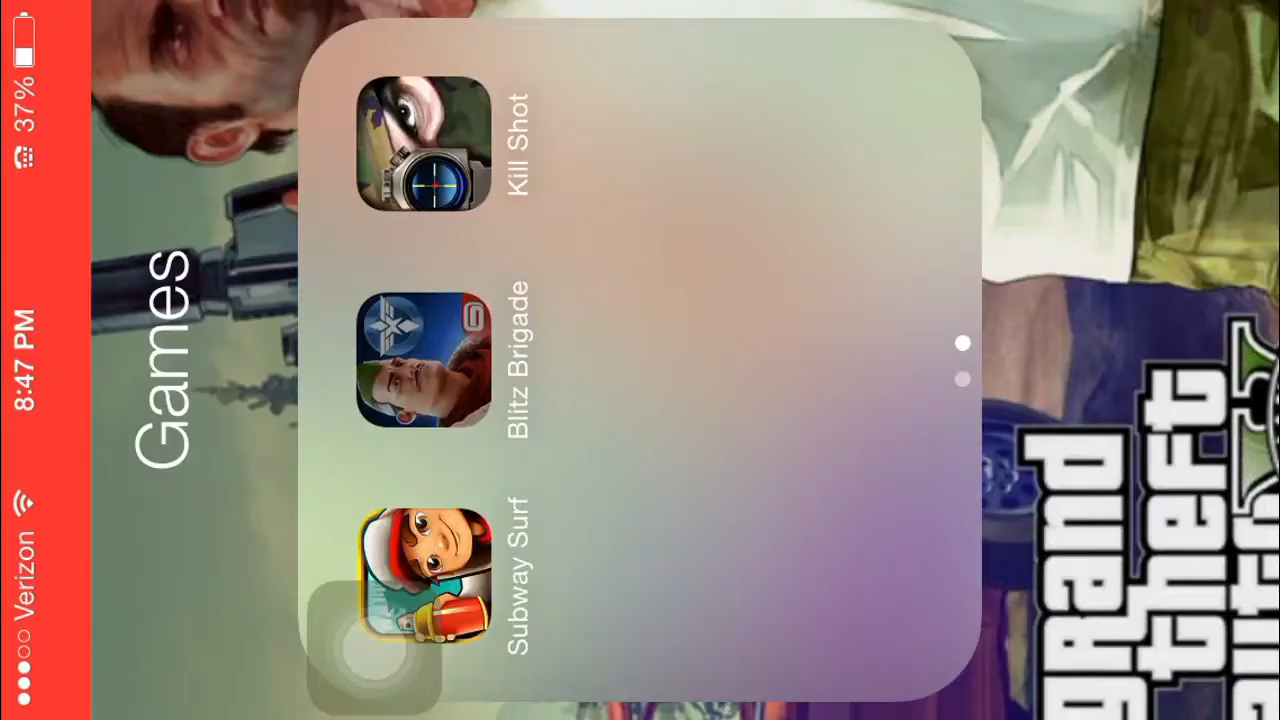 Verizon 8:47 PM 37%
Games
Subway Surf Blitz Brigade Kill Shot
grand
theft